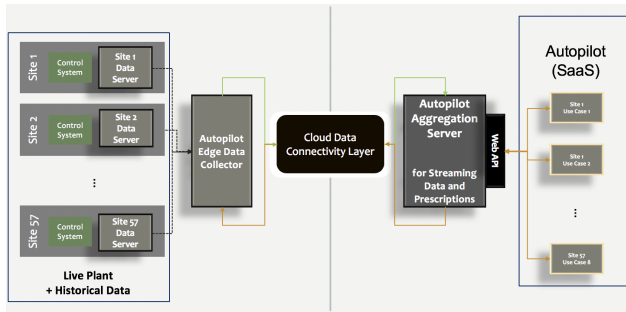 Site 1
Control
System
Site 1
Data
Server
Site 2
Control
System
Site 2
Data
Server
...
Site 57
Control
System
Site 57
Data
Server
Live Plant
+ Historical Data
Autopilot
Edge Data
Collector
Cloud Data
Connectivity Layer
Autopilot
Aggregation
Server
for Streaming
Data and
Prescriptions
Web API
Autopilot
(SaaS)
Site 1
Use Case 1
Site 1
Use Case 2
...
Site 57
Use Case 8